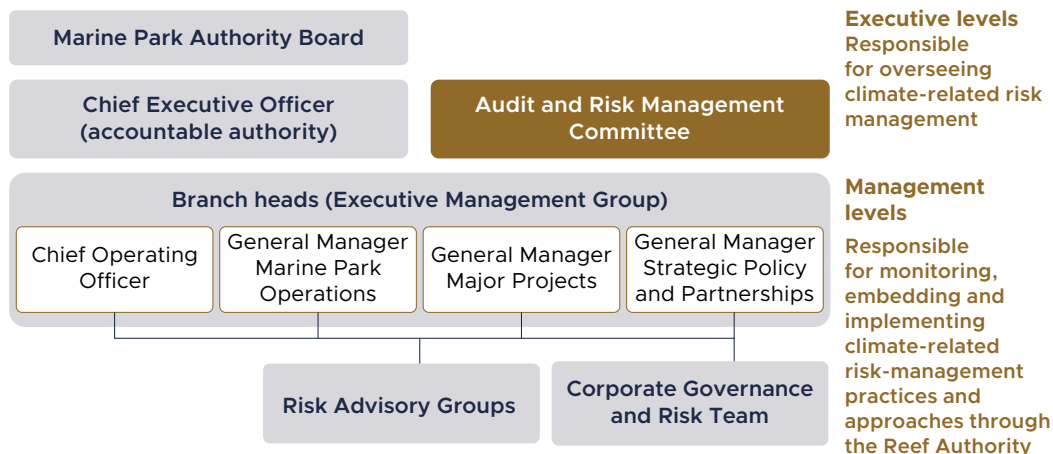 Marine Park Authority Board
Chief Executive Officer
(accountable authority)
Audit and Risk Management
Committee
Executive levels
Responsible
for overseeing
climate-related risk
management
Branch heads (Executive Management Group)
Chief Operating
Officer
General Manager
Marine Park
Operations
General Manager
Major Projects
General Manager
Strategic Policy
and Partnerships
Risk Advisory Groups
Corporate Governance
and Risk Team
Management
levels
Responsible
for monitoring,
embedding and
implementing
climate-related
risk-management
practices and
approaches through
the Reef Authority